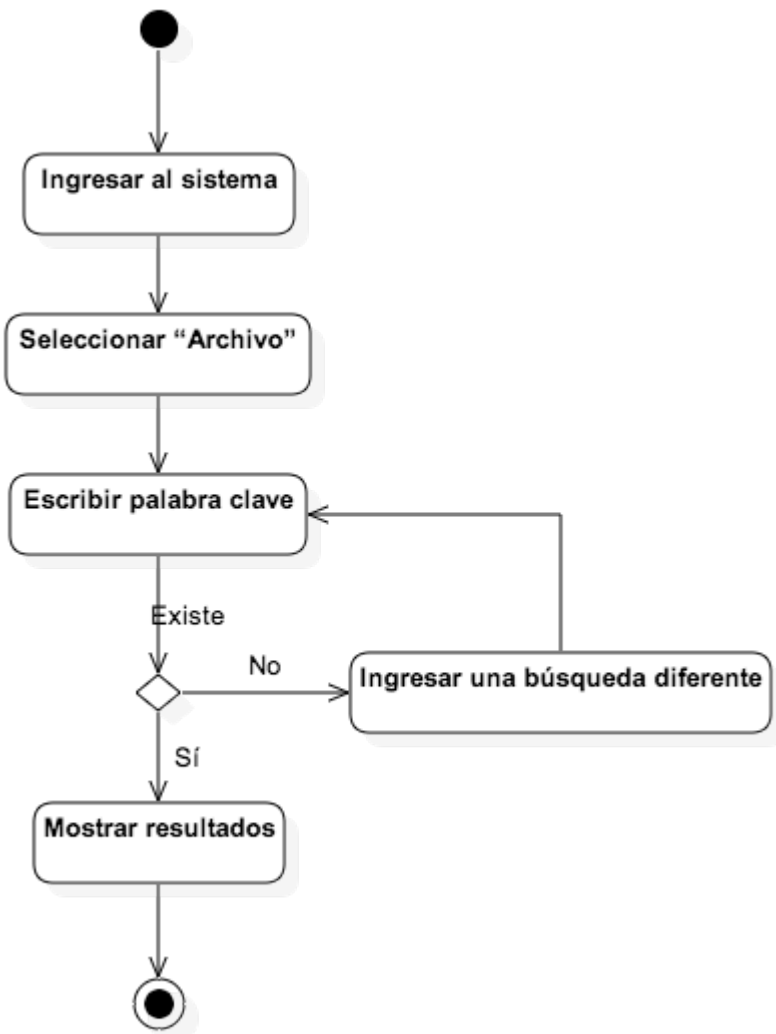 Ingresar al sistema
Seleccionar “Archivo”
Escribir palabra clave
Existe
No
Ingresar una búsqueda diferente
Sí
Mostrar resultados